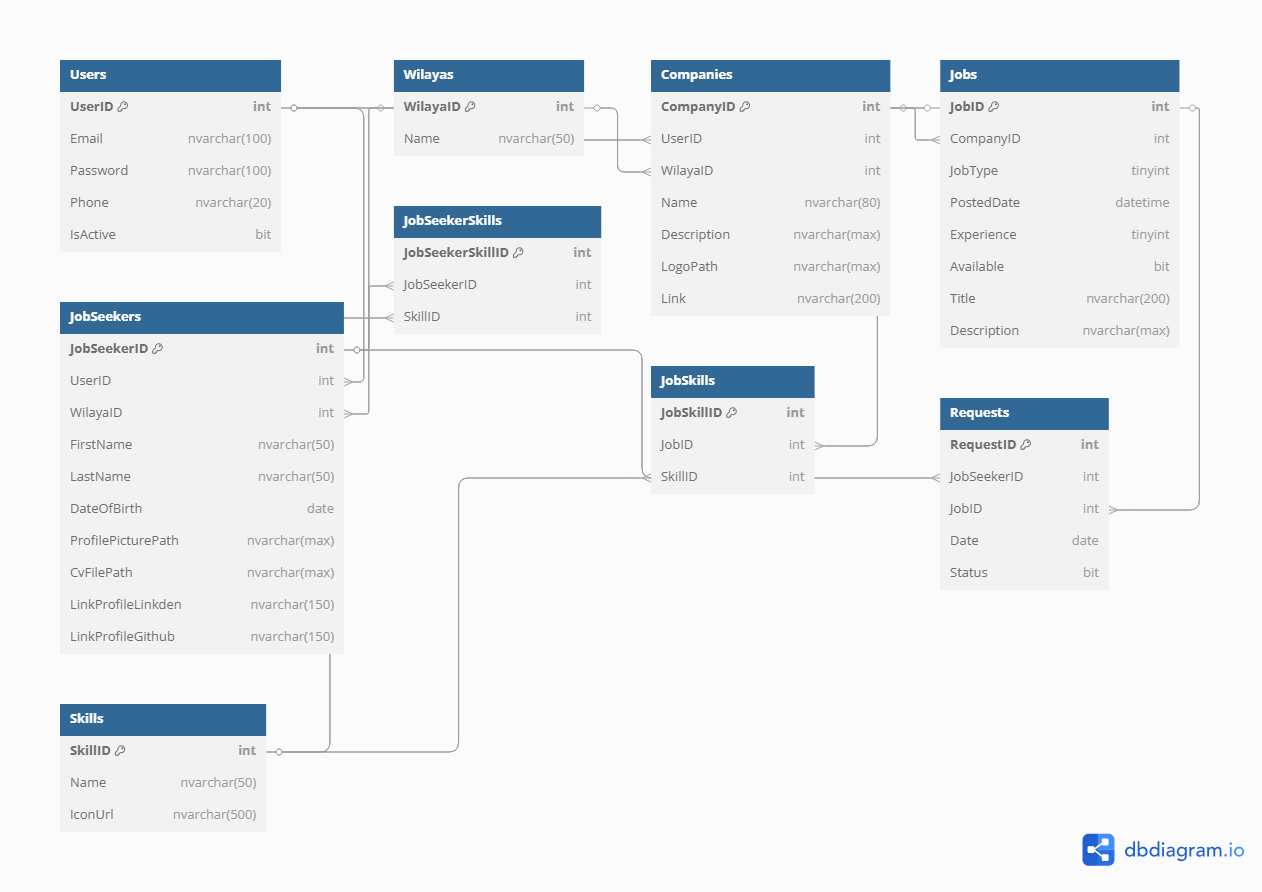 Users
UserID int
Email nvarchar(100)
Password nvarchar(100)
Phone nvarchar(20)
IsActive bit
Wilayas
WilayaID int
Name nvarchar(50)
Companies
CompanyID int
UserID int
WilayaID int
Name nvarchar(80)
Description nvarchar(max)
LogoPath nvarchar(max)
Link nvarchar(200)
Jobs
JobID int
CompanyID int
JobType tinyint
PostedDate datetime
Experience tinyint
Available bit
Title nvarchar(200)
Description nvarchar(max)
JobSeekerSkills
JobSeekerSkillID int
JobSeekerID int
SkillID int
JobSeekers
JobSeekerID int
UserID int
WilayaID int
FirstName nvarchar(50)
LastName nvarchar(50)
DateOfBirth date
ProfilePicturePath nvarchar(max)
CvFilePath nvarchar(max)
LinkProfileLinkden nvarchar(150)
LinkProfileGithub nvarchar(150)
JobSkills
JobSkillID int
JobID int
SkillID int
Requests
RequestID int
JobSeekerID int
JobID int
Date date
Status bit
Skills
SkillID int
Name nvarchar(50)
IconUrl nvarchar(500)
dbdiagram.io